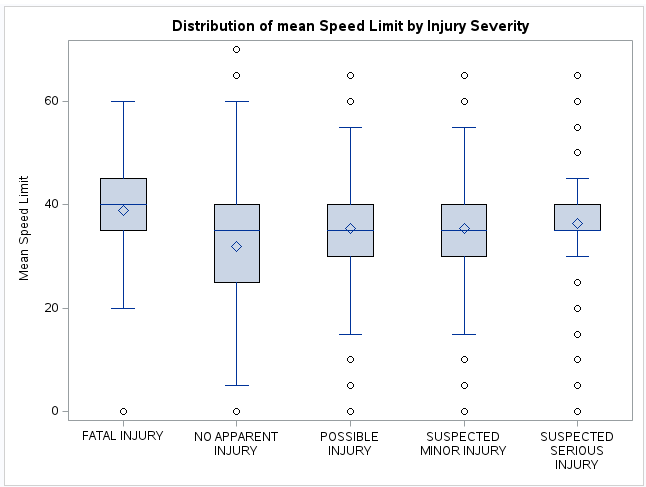 Distribution of mean Speed Limit by Injury Severity
Mean Speed Limit
60
40
20
0
FATAL INJURY
NO APPARENT
INJURY
POSSIBLE
INJURY
SUSPECTED
MINOR INJURY
SUSPECTED
SERIOUS
INJURY